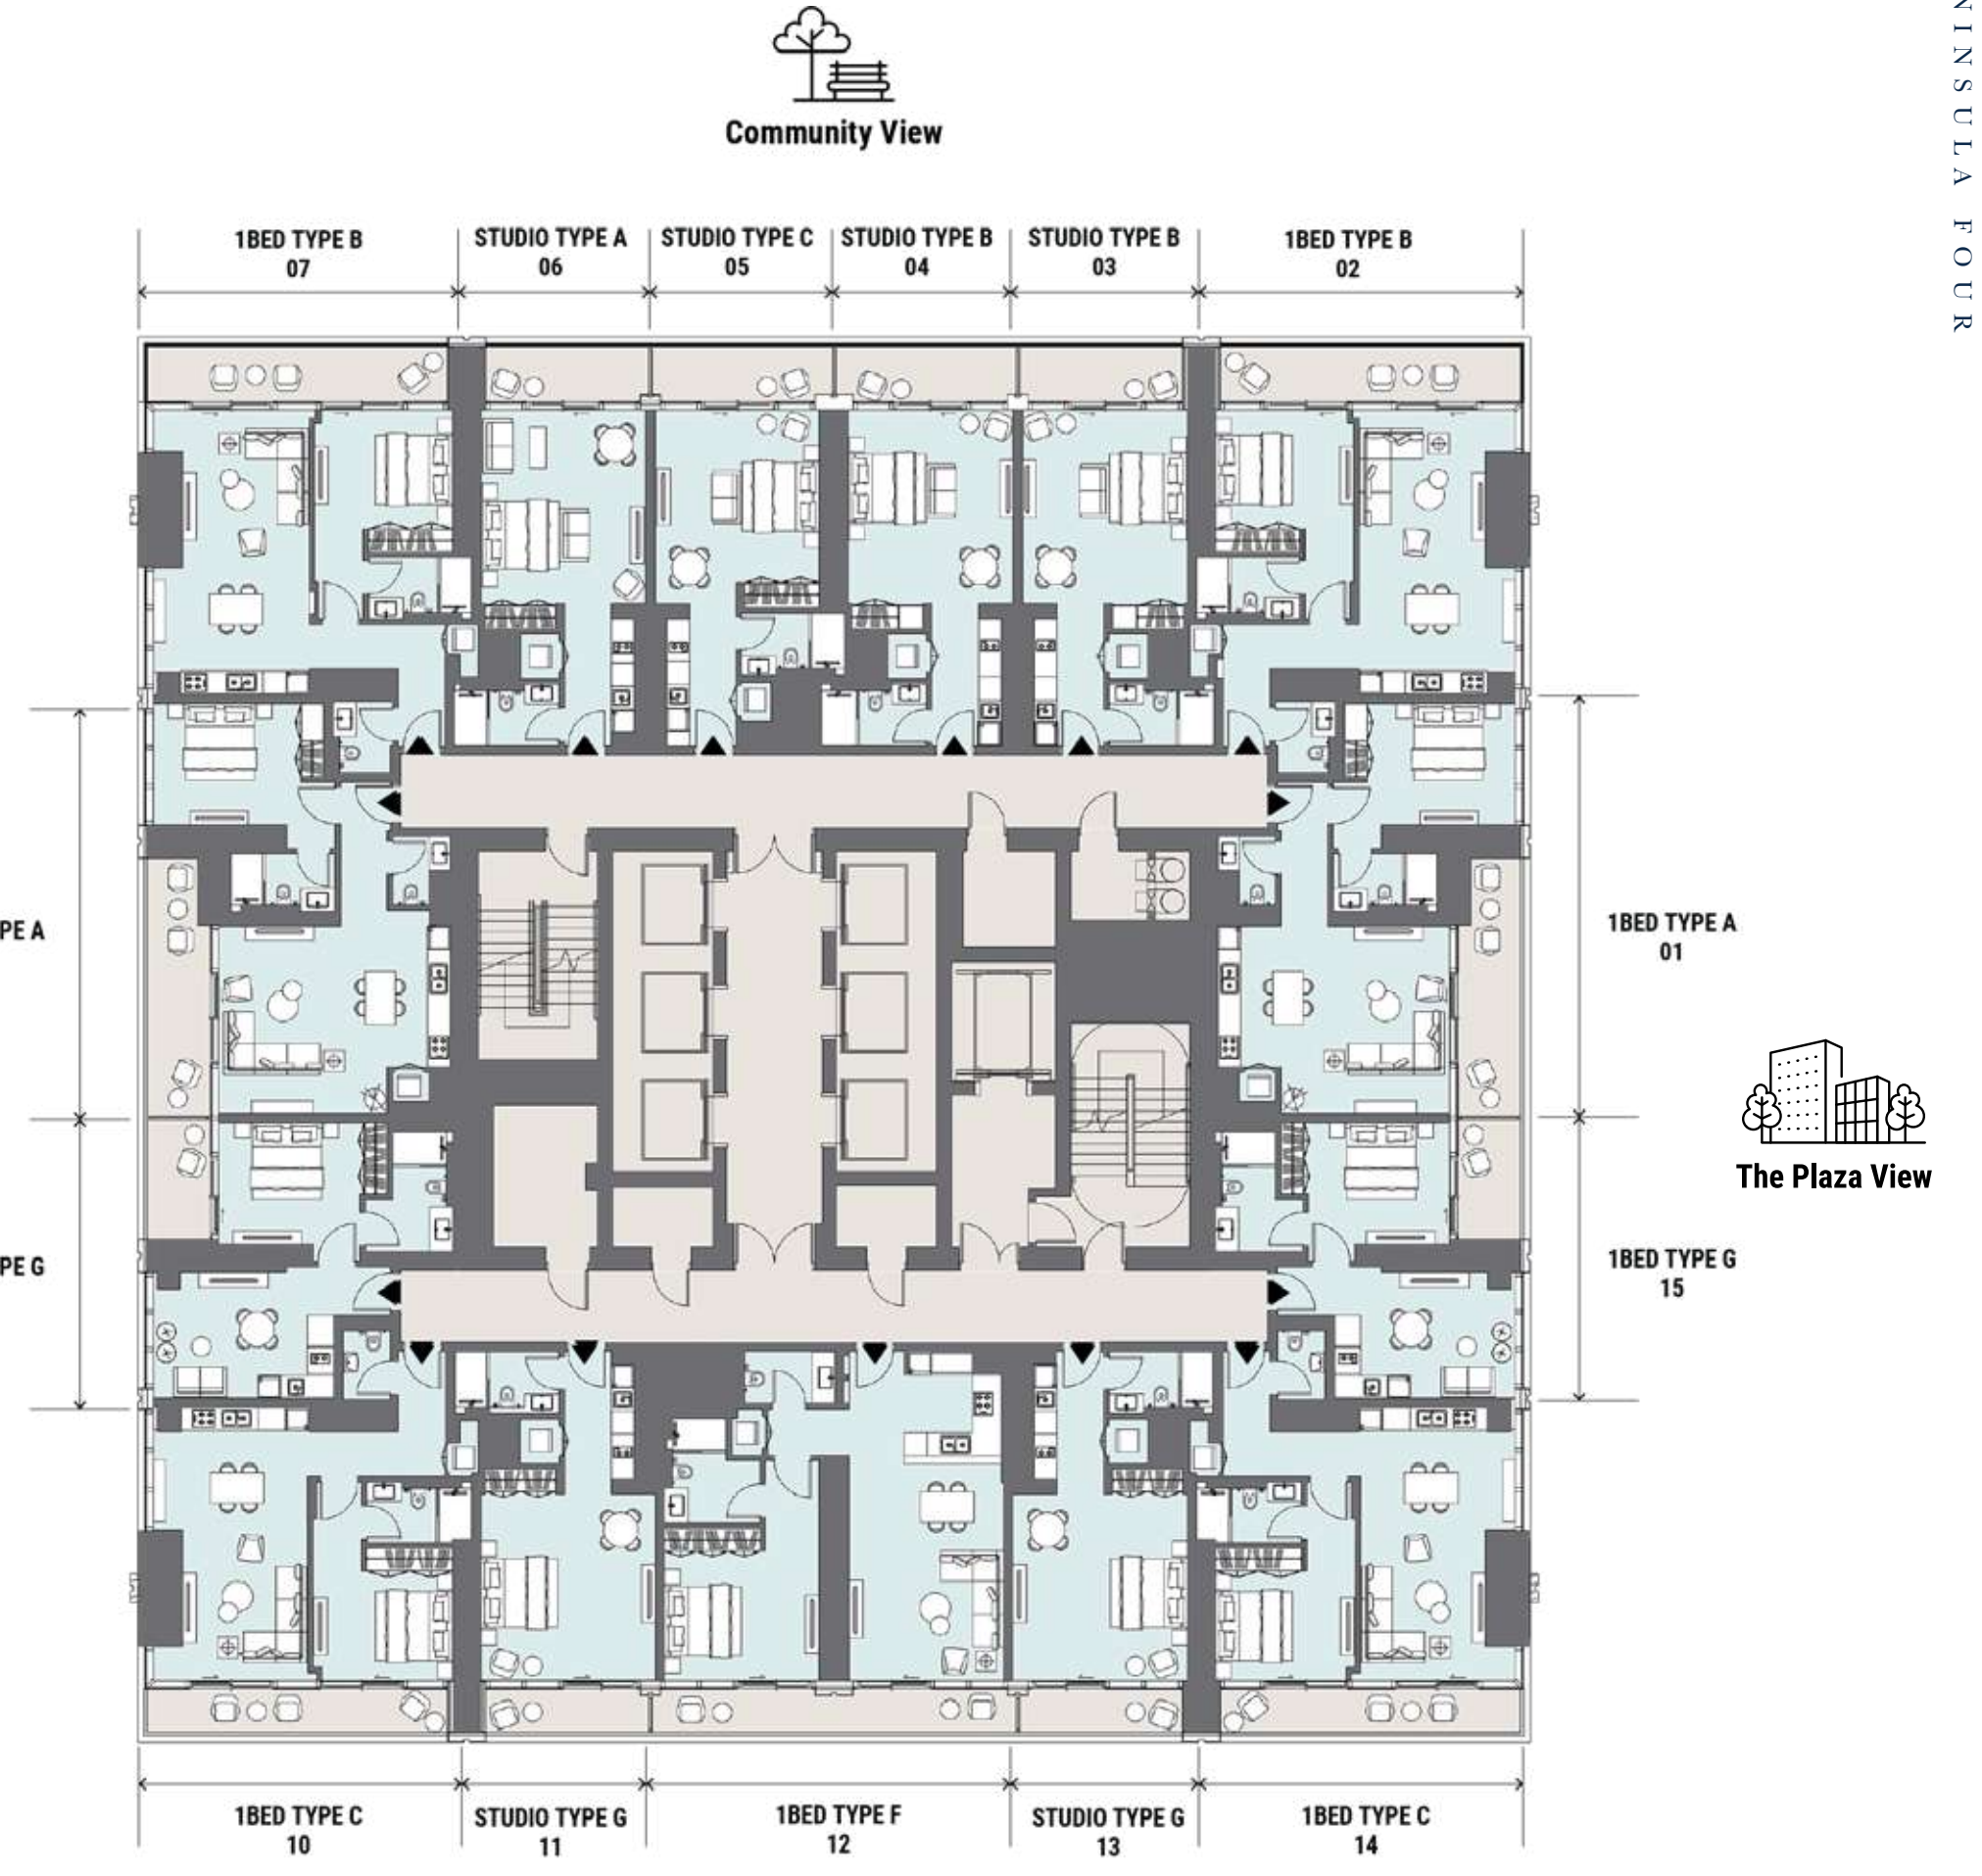 NINSULA FOUR
Community View
1BED TYPE B
07
STUDIO TYPE A
06
STUDIO TYPE C
05
STUDIO TYPE B
04
STUDIO TYPE B
03
1BED TYPE B
02
PE A
1BED TYPE A
01
The Plaza View
PE G
1BED TYPE G
15
1BED TYPE C
10
STUDIO TYPE G
11
1BED TYPE F
12
STUDIO TYPE G
13
1BED TYPE C
14